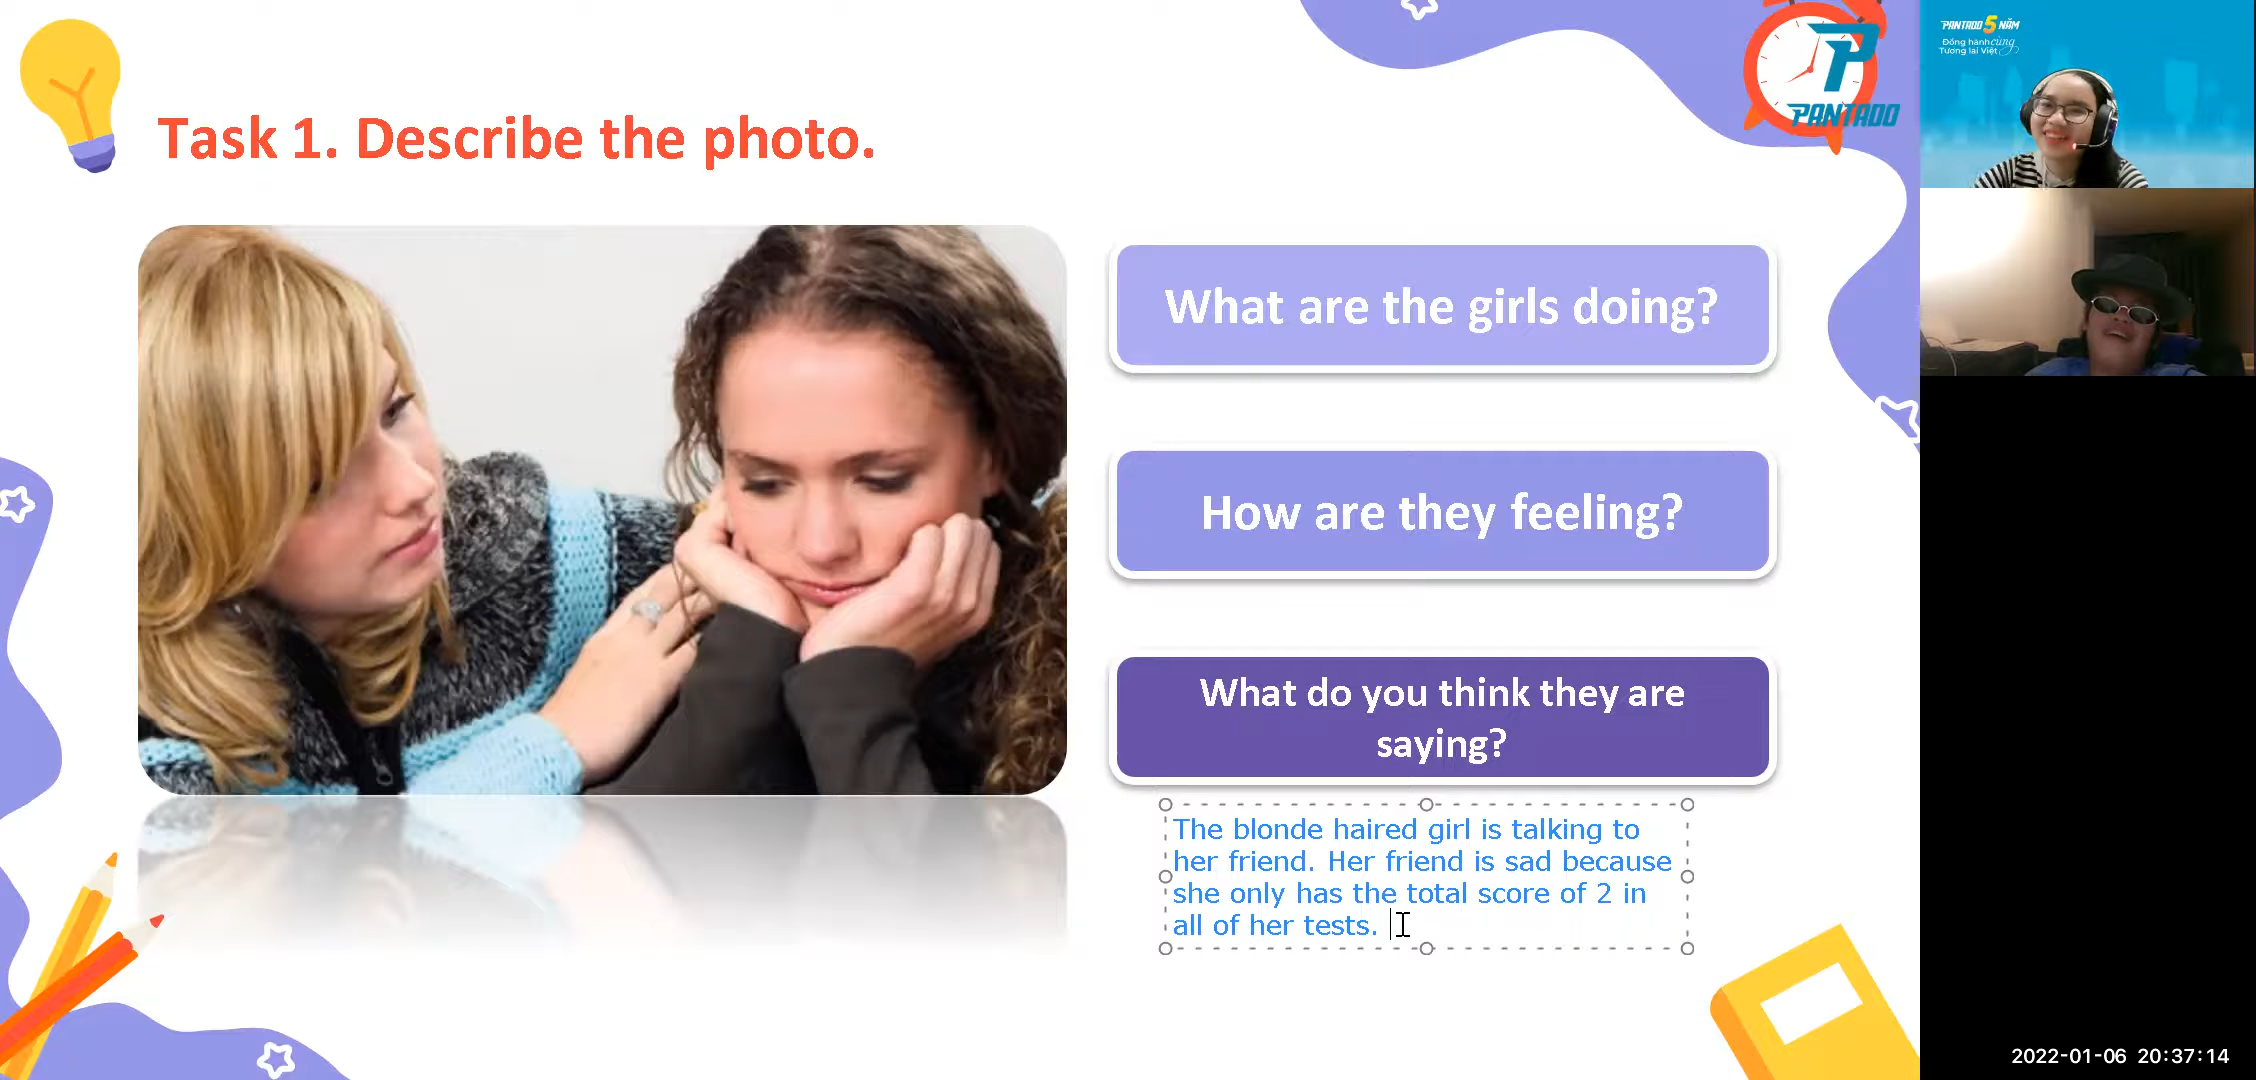 Task 1. Describe the photo.
PANTADO
What are the girls doing?
How are they feeling?
What do you think they are
saying?
The blonde haired girl is talking to
her friend. Her friend is sad because
she only has the total score of 2 in
all of her tests.
PANTADO 5 NĂM
Đồng hành cùng
Tương lai Việt
2022-01-06 20:37:14